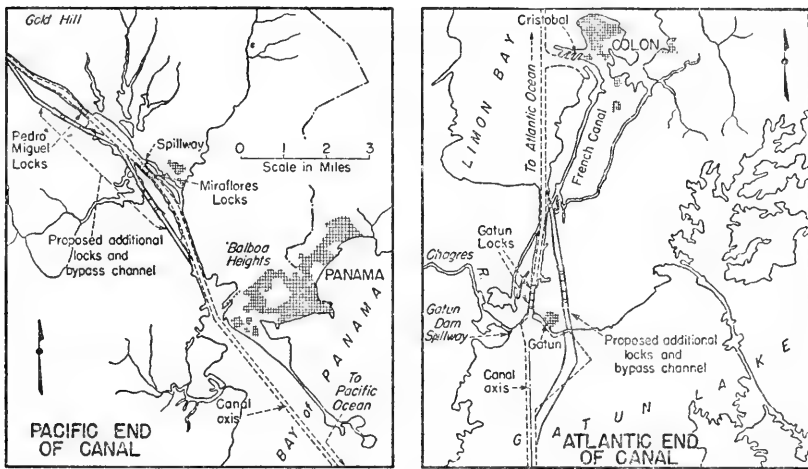 Gold Hill
Pedro
Miguel
Locks
Spillway
0 1 2 3
Scale in Miles
Miraflores
Locks
Proposed additional
locks and
bypass channel
Balboa
Heights
PANAMA
BAY of PANAMA
To
Pacific
Ocean
Canal
axis
PACIFIC END
OF CANAL
Cristobal
COLON
LIMON BAY
To Atlantic Ocean
French Canal
Gatun
Locks
Chagres
R.
Gatun
Dam
Spillway
Gatun
Proposed additional
locks and
bypass channel
Canal
axis
GATUN LAKE
ATLANTIC END
OF CANAL